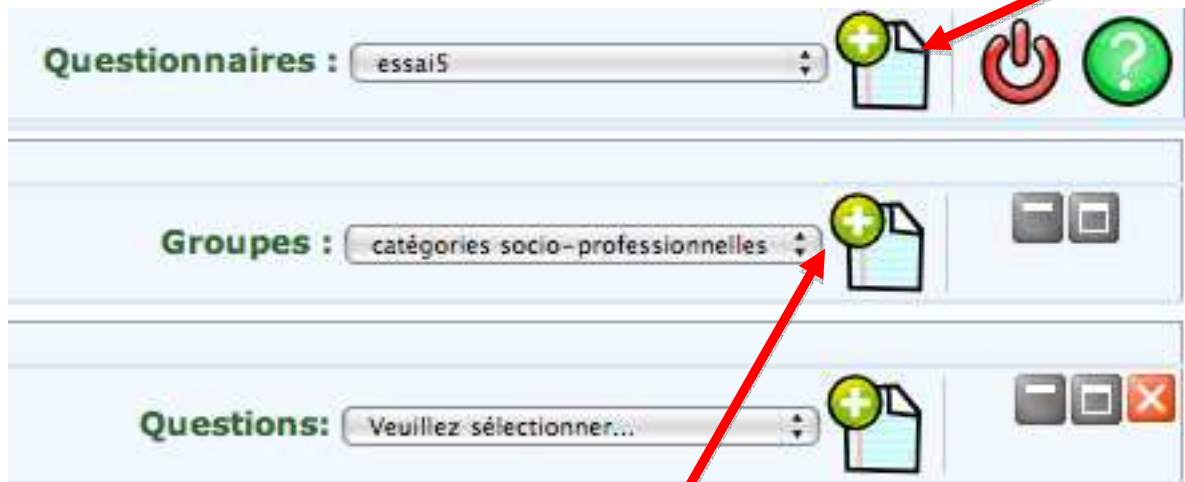 Questionnaires : essai5
Groupes : catégories socio-professionnelles
Questions: Veuillez sélectionner...